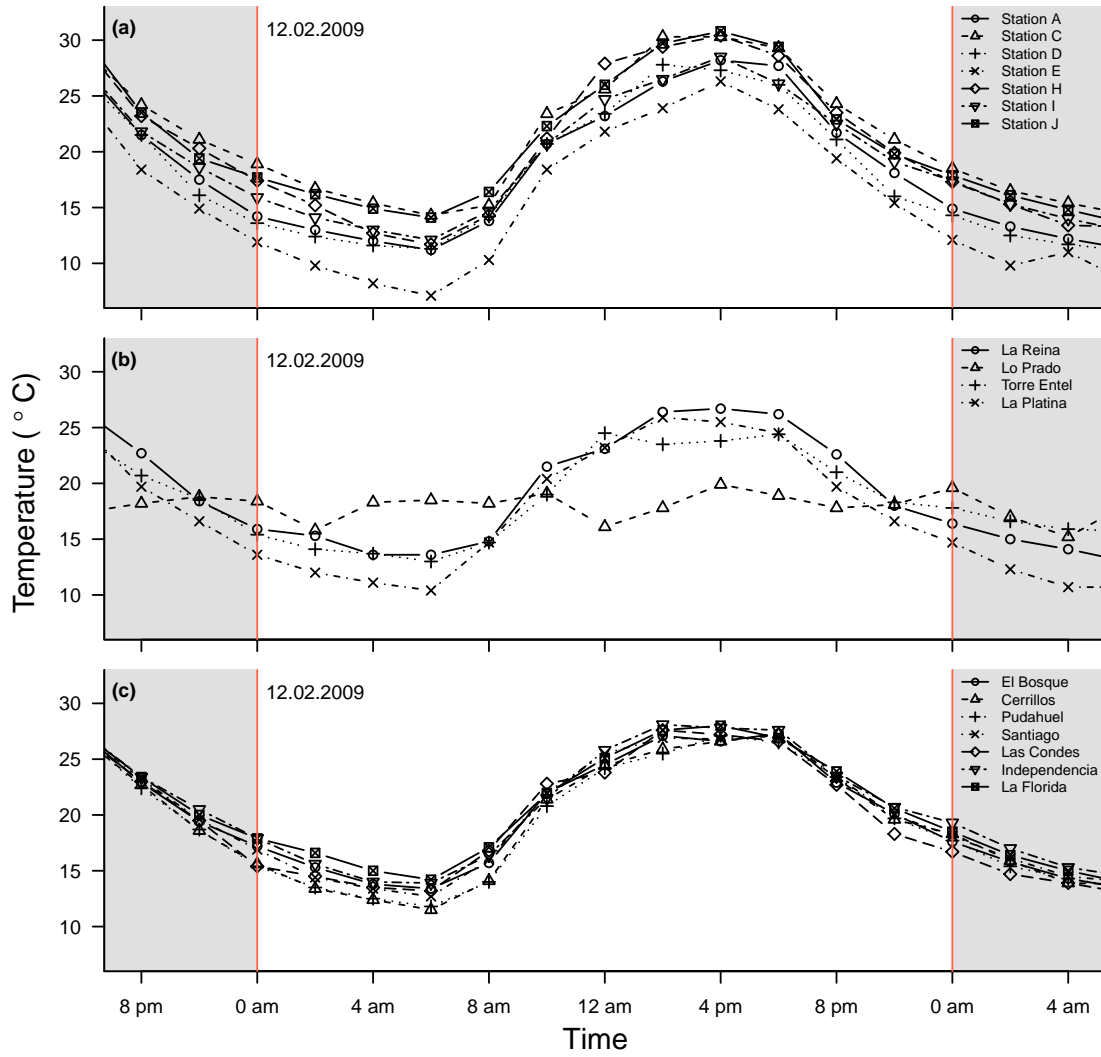 (a)
12.02.2009
Station A
Station C
Station D
Station E
Station H
Station I
Station J
30
25
20
15
10
(b)
12.02.2009
La Reina
Lo Prado
Torre Entel
La Platina
30
25
20
15
10
Temperature ( ° C)
(c)
12.02.2009
El Bosque
Cerrillos
Pudahuel
Santiago
Las Condes
Independencia
La Florida
30
25
20
15
10
8 pm
0 am
4 am
8 am
12 am
4 pm
8 pm
0 am
4 am
Time